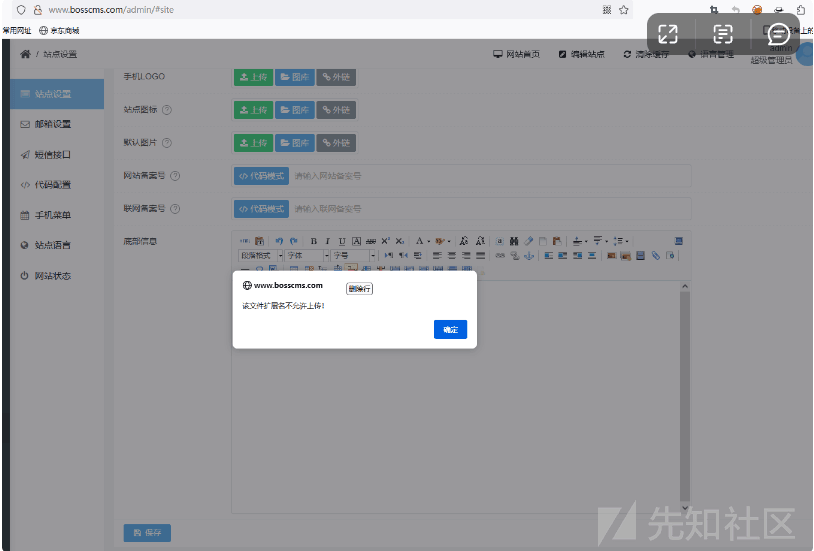 www.bosscms.com/admin/#site
常用网址 京东商城
/ 站点设置
网站首页 编辑站点 清除缓存 语言管理
admin
超级管理员
站点设置
邮箱设置
短信接口
代码配置
手机菜单
站点语言
网站状态
手机LOGO 上传 图库 外链
站点图标 上传 图库 外链
默认图片 上传 图库 外链
网站备案号 代码模式 请输入网站备案号
联网备案号 代码模式 请输入联网备案号
底部信息
段落格式 字体 字号
www.bosscms.com
删除行
该文件扩展名不允许上传!
确定
保存
先知社区